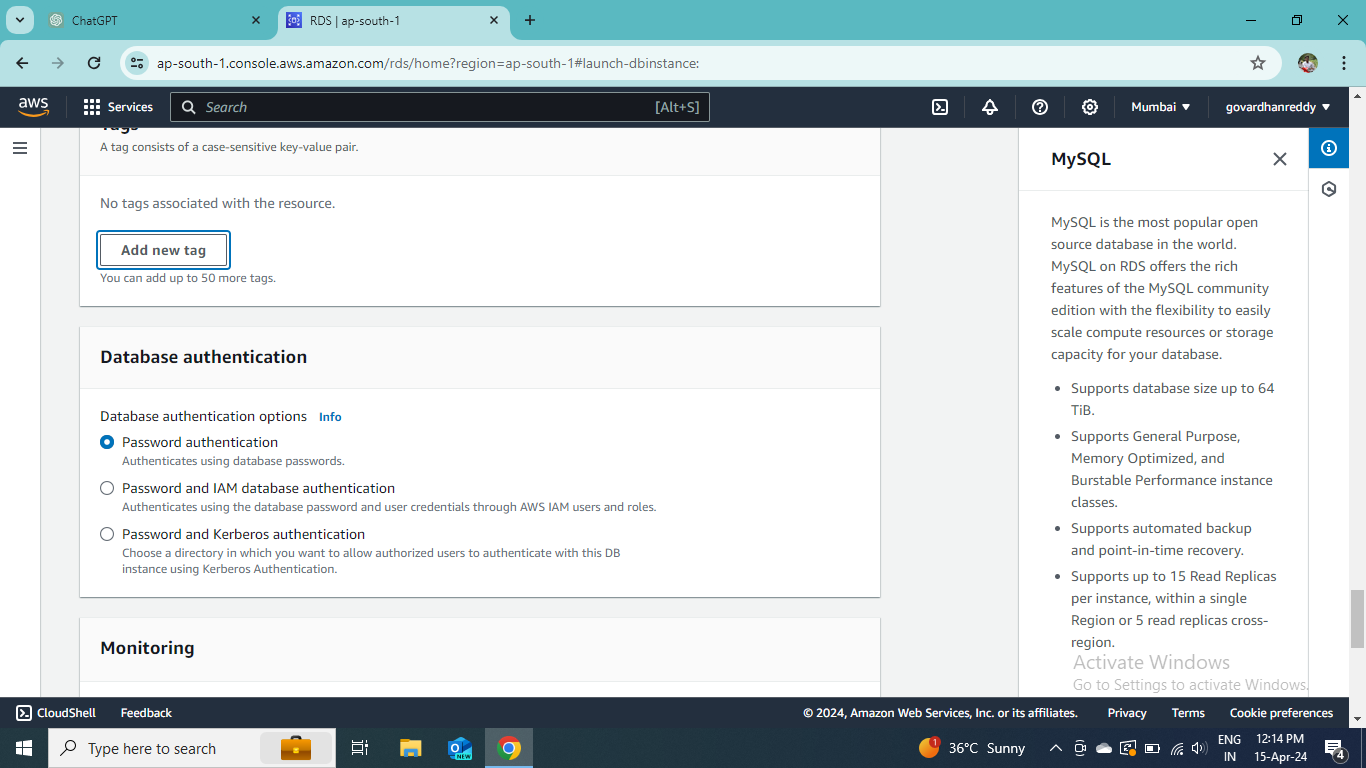 ChatGPT
RDS | ap-south-1
ap-south-1.console.aws.amazon.com/rds/home?region=ap-south-1#launch-dbinstance:
aws
Services
Search
[Alt+S]
Mumbai
govardhanreddy
Tags
A tag consists of a case-sensitive key-value pair.
No tags associated with the resource.
Add new tag
You can add up to 50 more tags.
Database authentication
Database authentication options Info
Password authentication
Authenticates using database passwords.
Password and IAM database authentication
Authenticates using the database password and user credentials through AWS IAM users and roles.
Password and Kerberos authentication
Choose a directory in which you want to allow authorized users to authenticate with this DB
instance using Kerberos Authentication.
Monitoring
MySQL
MySQL is the most popular open
source database in the world.
MySQL on RDS offers the rich
features of the MySQL community
edition with the flexibility to easily
scale compute resources or storage
capacity for your database.
• Supports database size up to 64
TiB.
• Supports General Purpose,
Memory Optimized, and
Burstable Performance instance
classes.
• Supports automated backup
and point-in-time recovery.
• Supports up to 15 Read Replicas
per instance, within a single
Region or 5 read replicas cross-
region.
Activate Windows
Go to Settings to activate Windows.
CloudShell
Feedback
© 2024, Amazon Web Services, Inc. or its affiliates.
Privacy
Terms
Cookie preferences
Type here to search
NEW
1
36°C Sunny
ENG
IN
12:14 PM
15-Apr-24
4